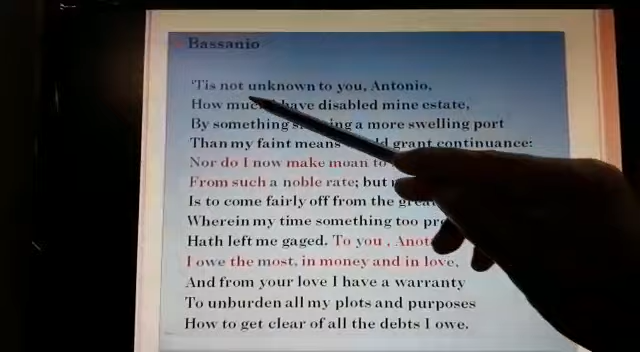 Bassanio
'Tis not unknown to you, Antonio,
How much have disabled mine estate,
By something a more swelling port
Than my faint means grant continuance:
Nor do I now make moan to
From such a noble rate; but
Is to come fairly off from the
Wherein my time something too
Hath left me gaged. To you ,
I owe the most, in money and in love,
And from your love I have a warranty
To unburden all my plots and purposes
How to get clear of all the debts I owe.